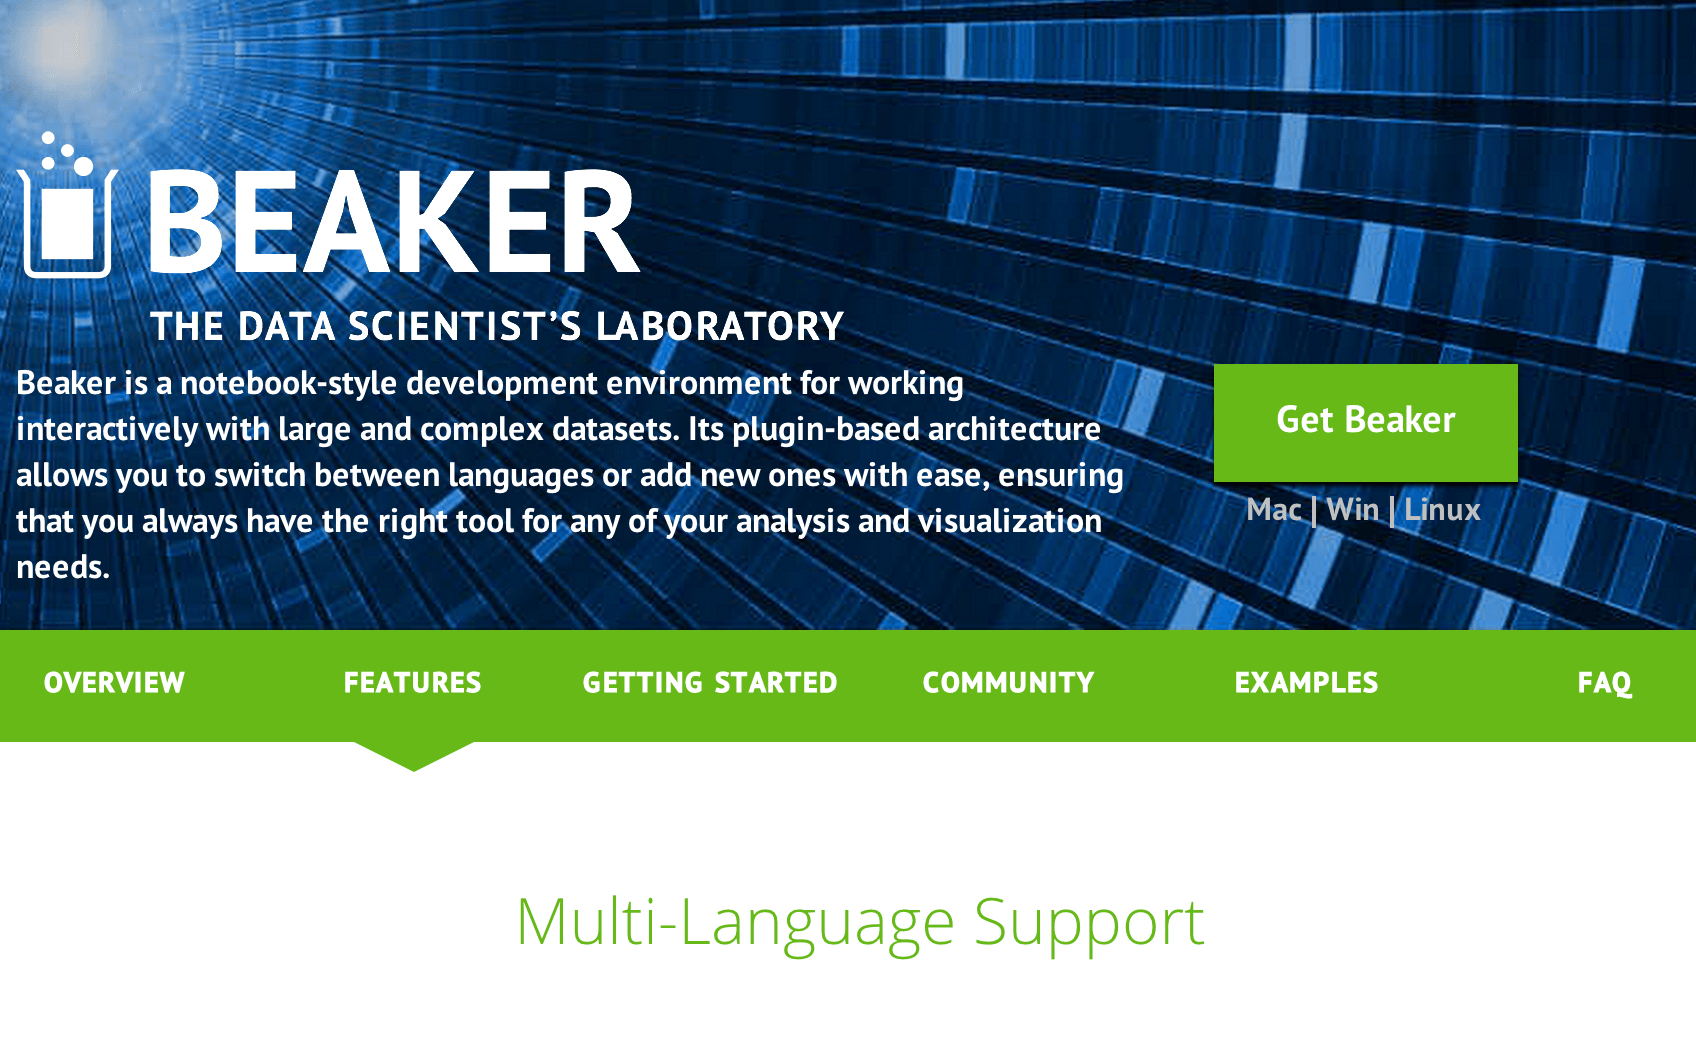 BEAKER
THE DATA SCIENTIST'S LABORATORY
Beaker is a notebook-style development environment for working
interactively with large and complex datasets. Its plugin-based architecture
allows you to switch between languages or add new ones with ease, ensuring
that you always have the right tool for any of your analysis and visualization
needs.
Get Beaker
Mac | Win | Linux
OVERVIEW FEATURES GETTING STARTED COMMUNITY EXAMPLES FAQ
Multi-Language Support